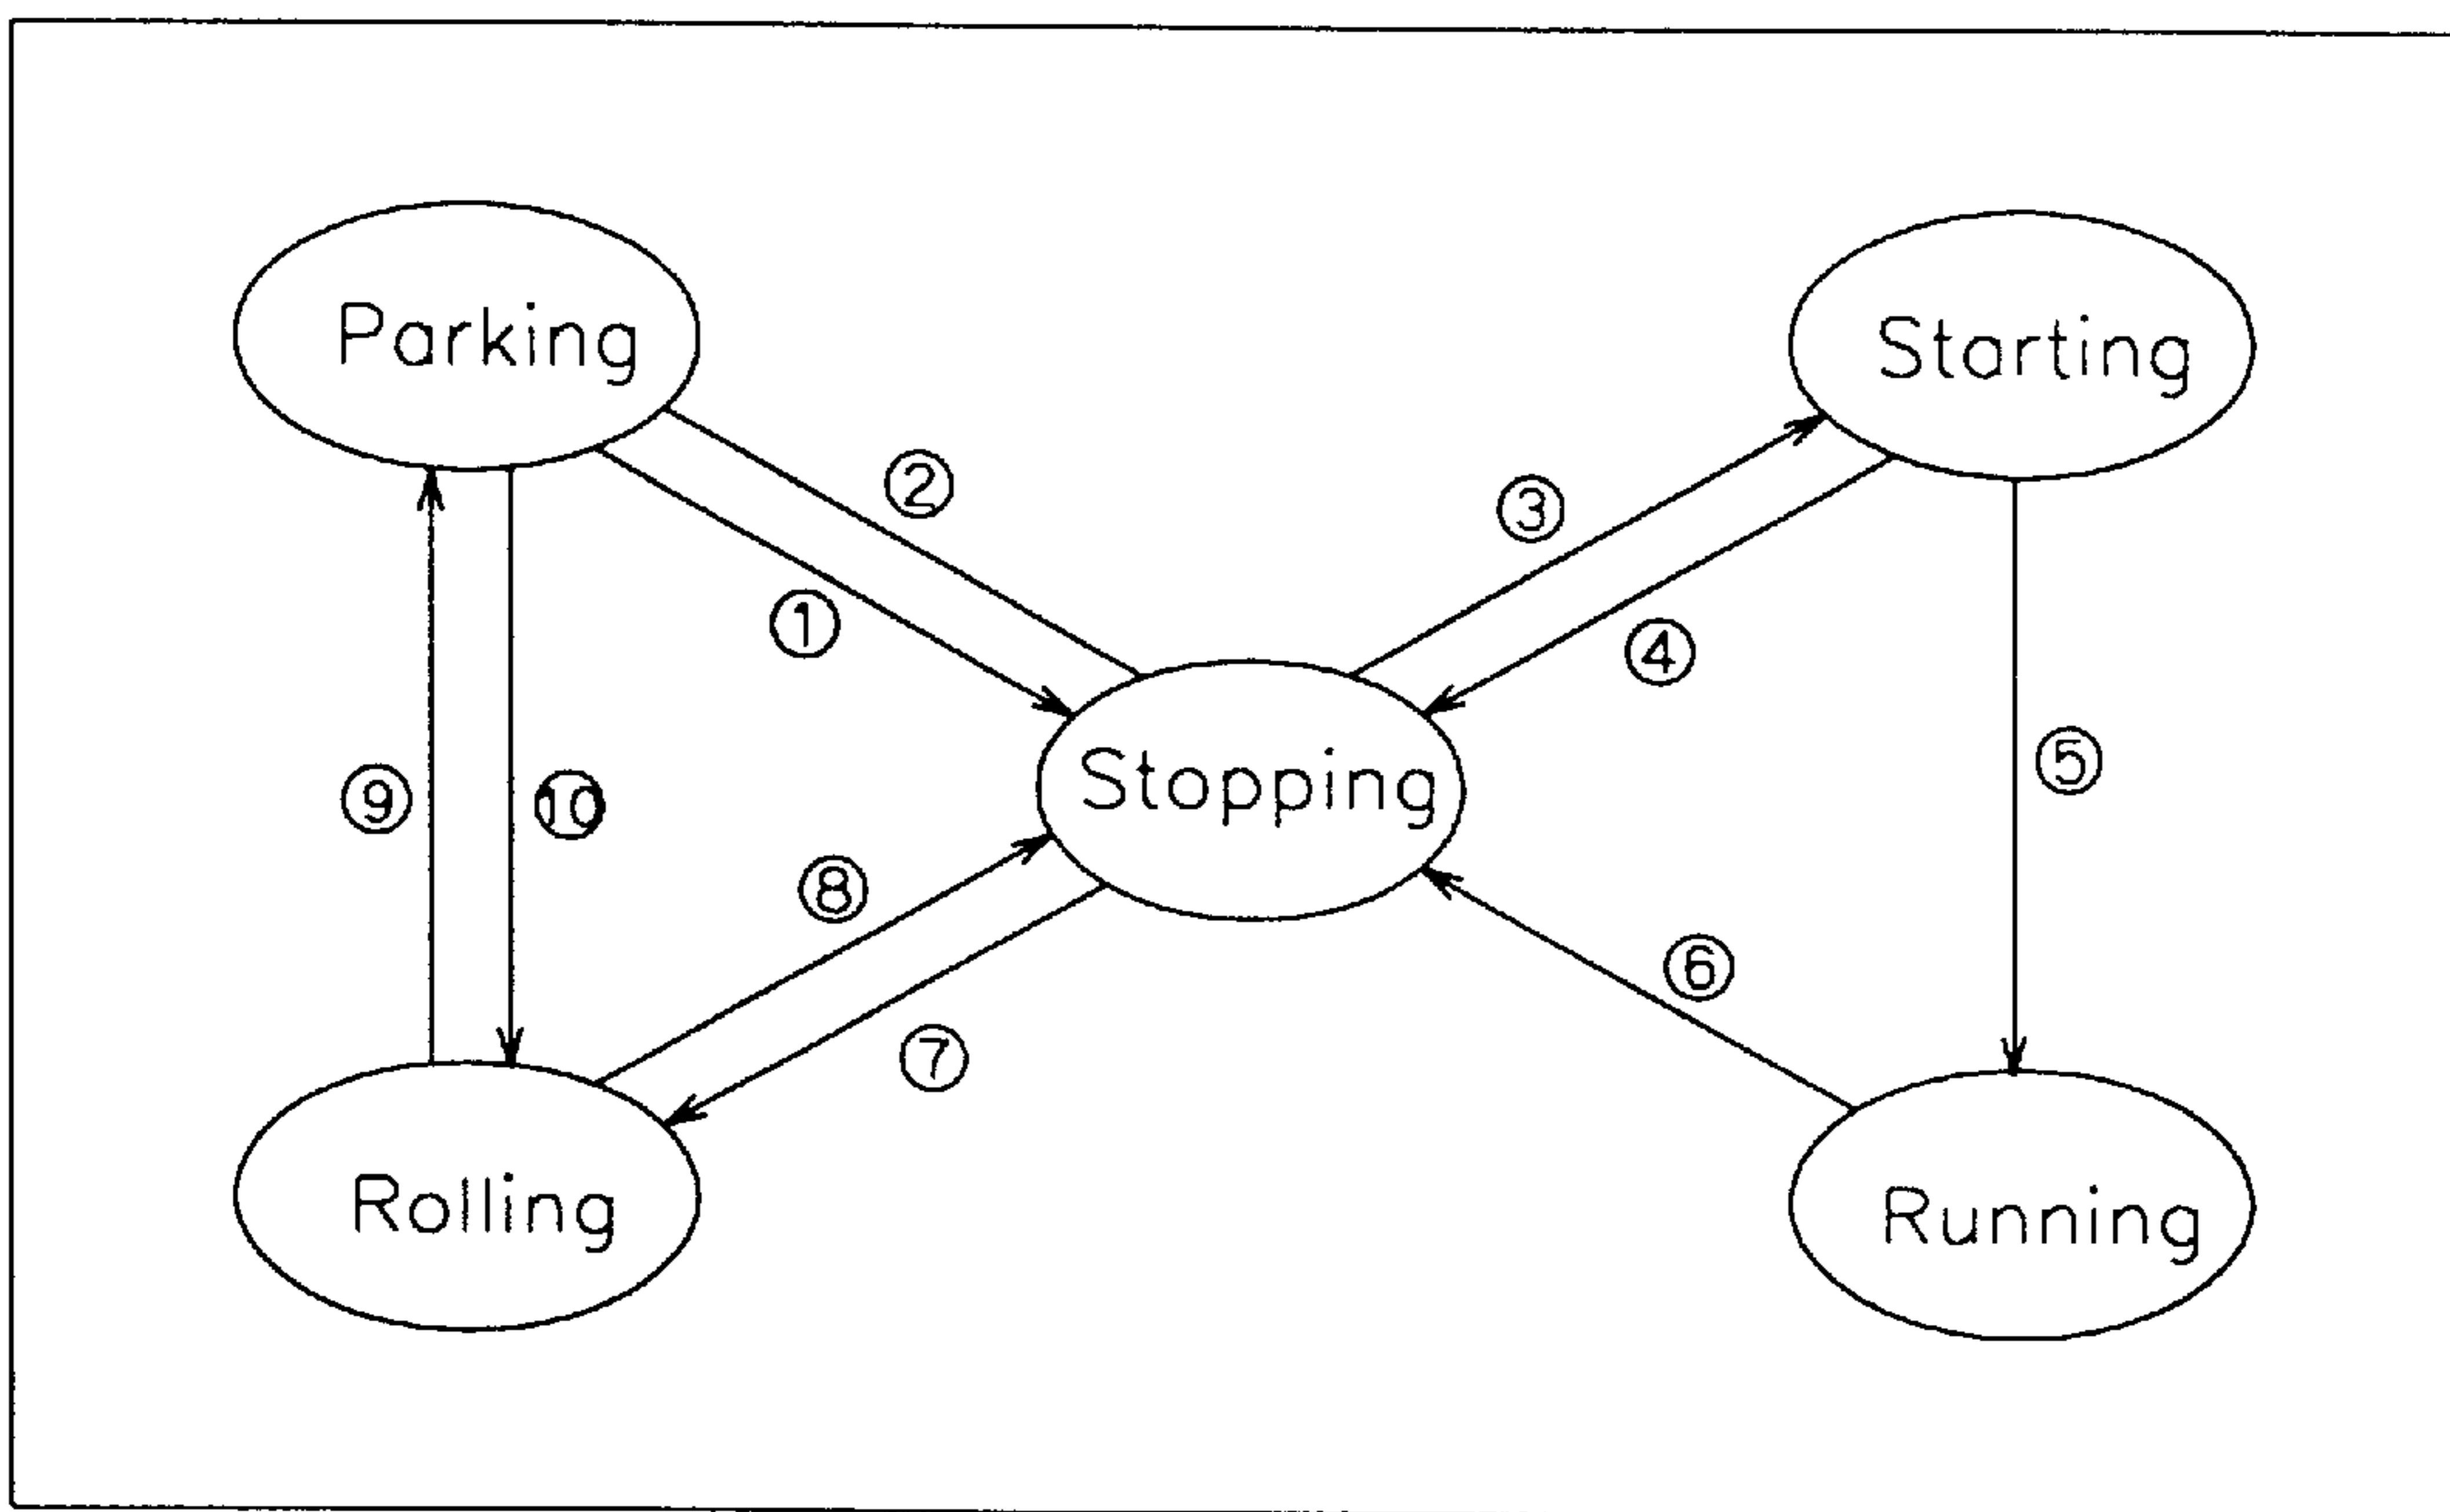 Parking
Starting
②
③
①
④
Stopping
⑤
⑨
⑩
⑧
⑥
⑦
Rolling
Running